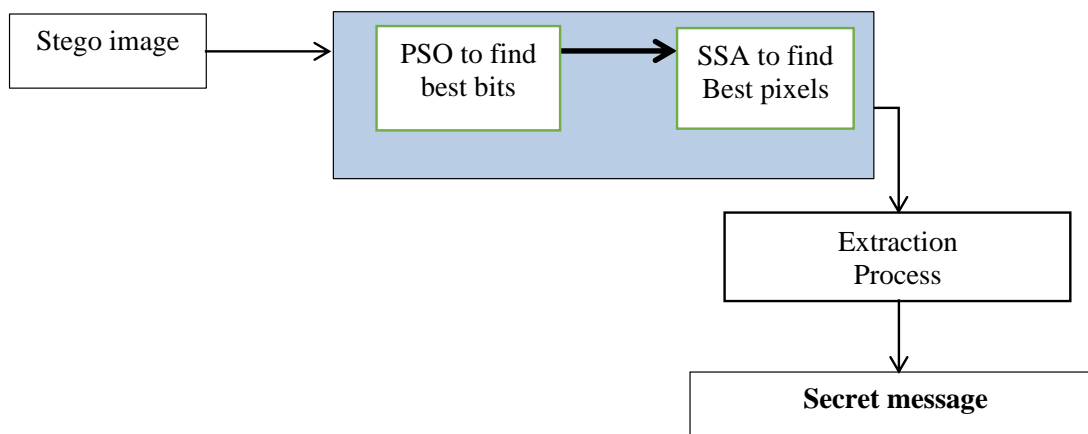 Stego image
PSO to find
best bits
SSA to find
Best pixels
Extraction
Process
Secret message